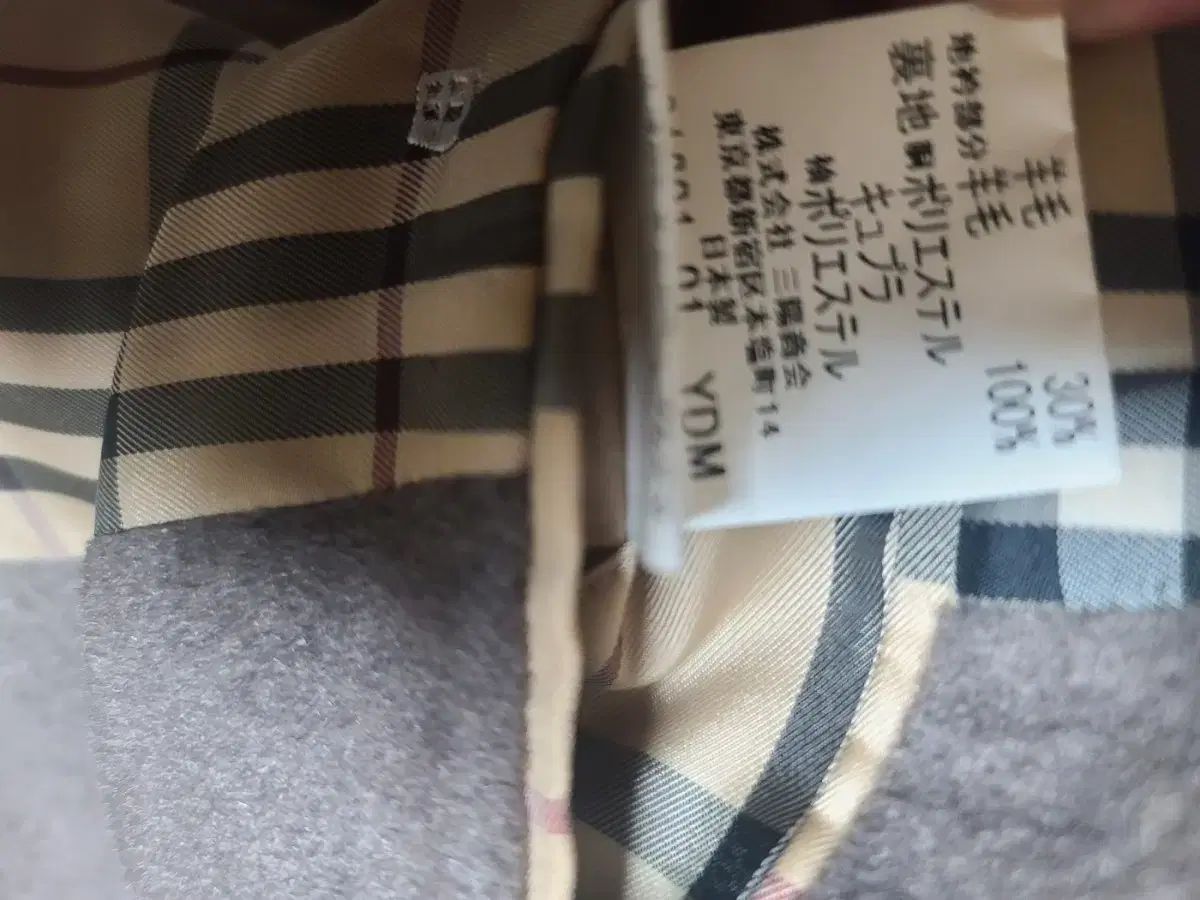 羊毛 30%
地衿部分 羊毛 100%
裏地 胴ポリエステル
キュプラ
袖ポリエステル
株式会社 三陽商会
東京都新宿区本塩町14
日本製
01 YDM